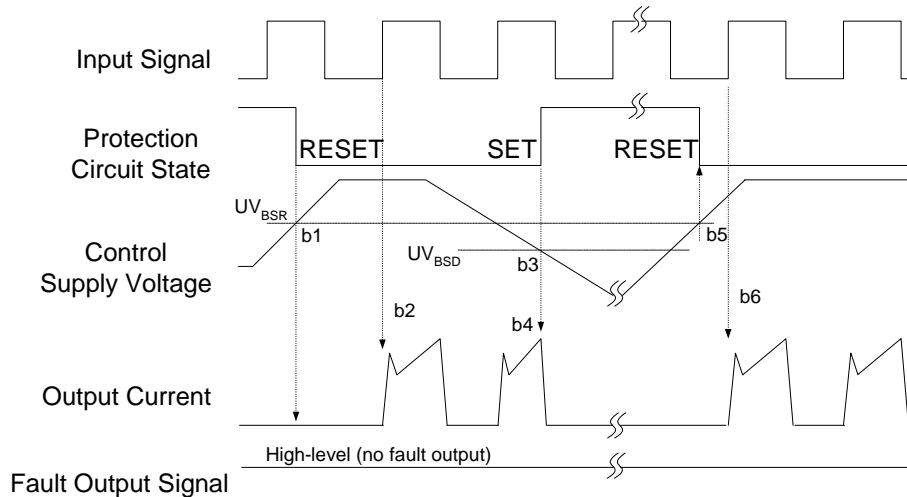 Input Signal
Protection
Circuit State
RESET
SET
RESET
UVBSR
b1
b5
UVBSD
b3
Control
Supply Voltage
b2
b4
b6
Output Current
High-level (no fault output)
Fault Output Signal